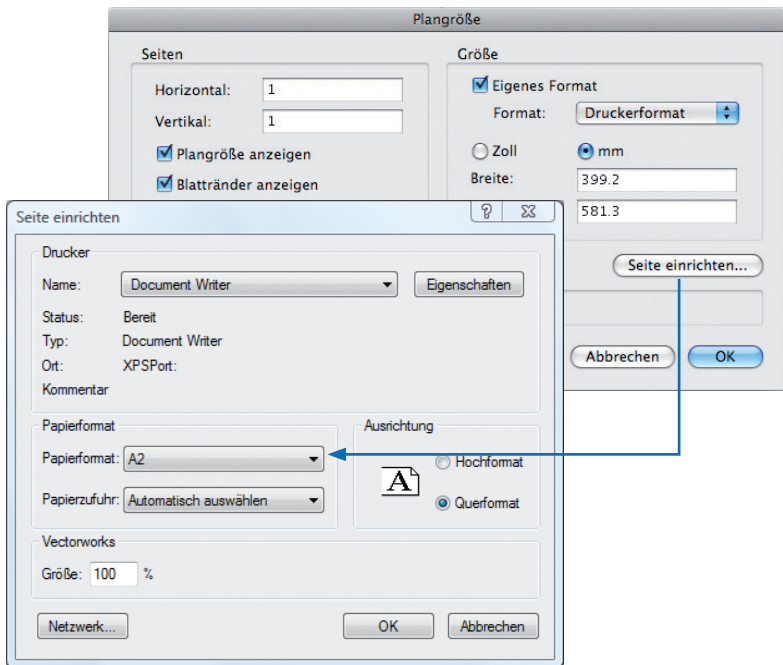 Plangröße
Seiten
Horizontal: 1
Vertikal: 1
Plangröße anzeigen
Blattränder anzeigen
Größe
Eigenes Format
Format: Druckerformat
Zoll mm
Breite: 399.2
581.3
Seite einrichten...
Abbrechen OK
Seite einrichten
?
Drucker
Name: Document Writer Eigenschaften
Status: Bereit
Typ: Document Writer
Ort: XPSPort:
Kommentar
Papierformat
Papierformat: A2
Papierzufuhr: Automatisch auswählen
Ausrichtung
A
Hochformat
Querformat
Vectorworks
Größe: 100 %
Netzwerk... OK Abbrechen